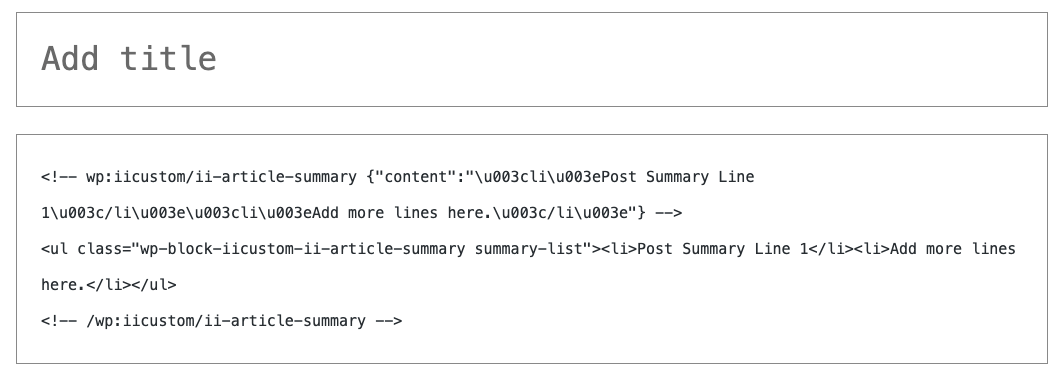 Add title
<!-- wp:iicustom/ii-article-summary {"content":"\u003cli\u003ePost Summary Line
1\u003c/li\u003e\u003cli\u003eAdd more lines here.\u003c/li\u003e"} -->
<ul class="wp-block-iicustom-ii-article-summary summary-list"><li>Post Summary Line 1</li><li>Add more lines
here.</li></ul>
<!-- /wp:iicustom/ii-article-summary -->